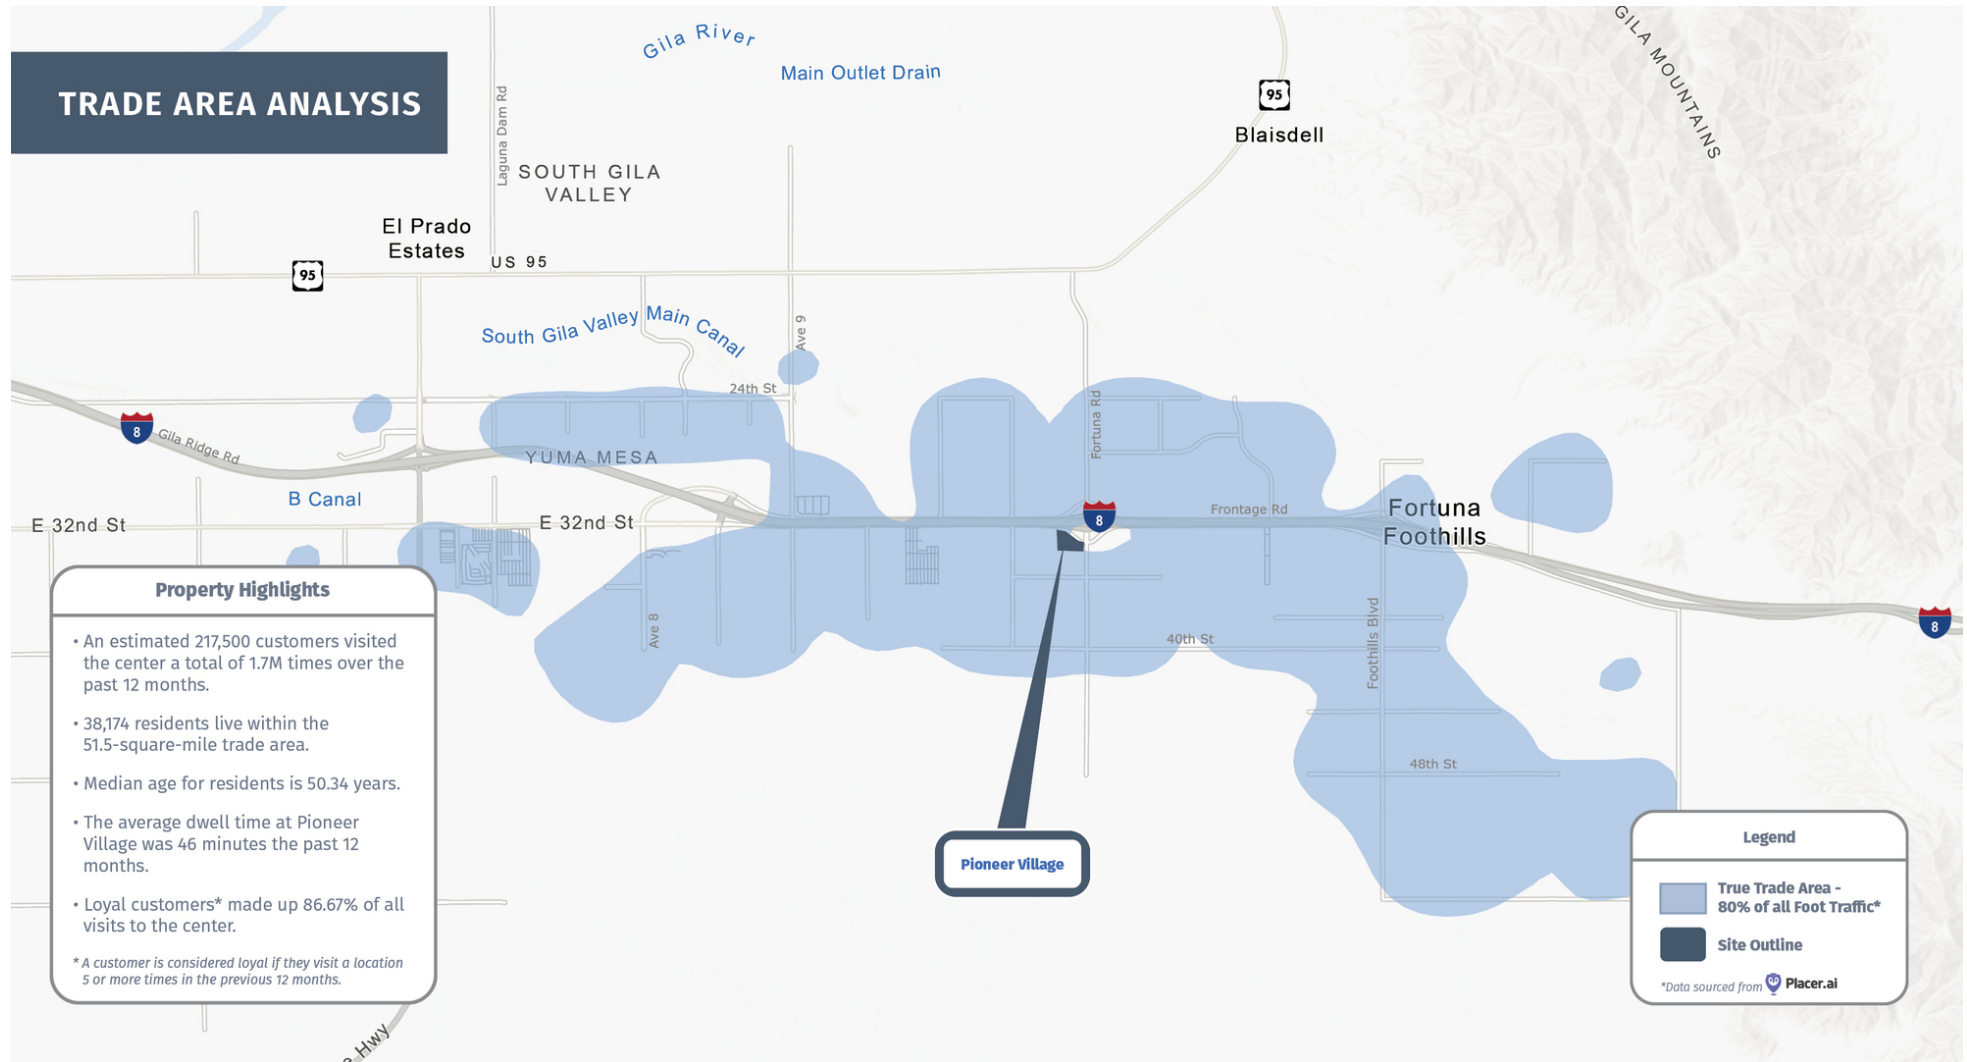 Gila River
Main Outlet Drain
GILA MOUNTAINS
TRADE AREA ANALYSIS
Laguna Dam Rd
95
Blaisdell
SOUTH GILA
VALLEY
El Prado
Estates
US 95
95
South Gila Valley Main Canal
Ave 9
24th St
Fortuna Rd
8
Gila Ridge Rd
YUMA MESA
B Canal
E 32nd St
E 32nd St
8
Frontage Rd
Fortuna
Foothills
8
Ave 8
40th St
Foothills Blvd
48th St
Pioneer Village
Property Highlights
• An estimated 217,500 customers visited
the center a total of 1.7M times over the
past 12 months.
• 38,174 residents live within the
51.5-square-mile trade area.
• Median age for residents is 50.34 years.
• The average dwell time at Pioneer
Village was 46 minutes the past 12
months.
• Loyal customers* made up 86.67% of all
visits to the center.
* A customer is considered loyal if they visit a location
5 or more times in the previous 12 months.
Hwy
Legend
True Trade Area -
80% of all Foot Traffic*
Site Outline
*Data sourced from Placer.ai